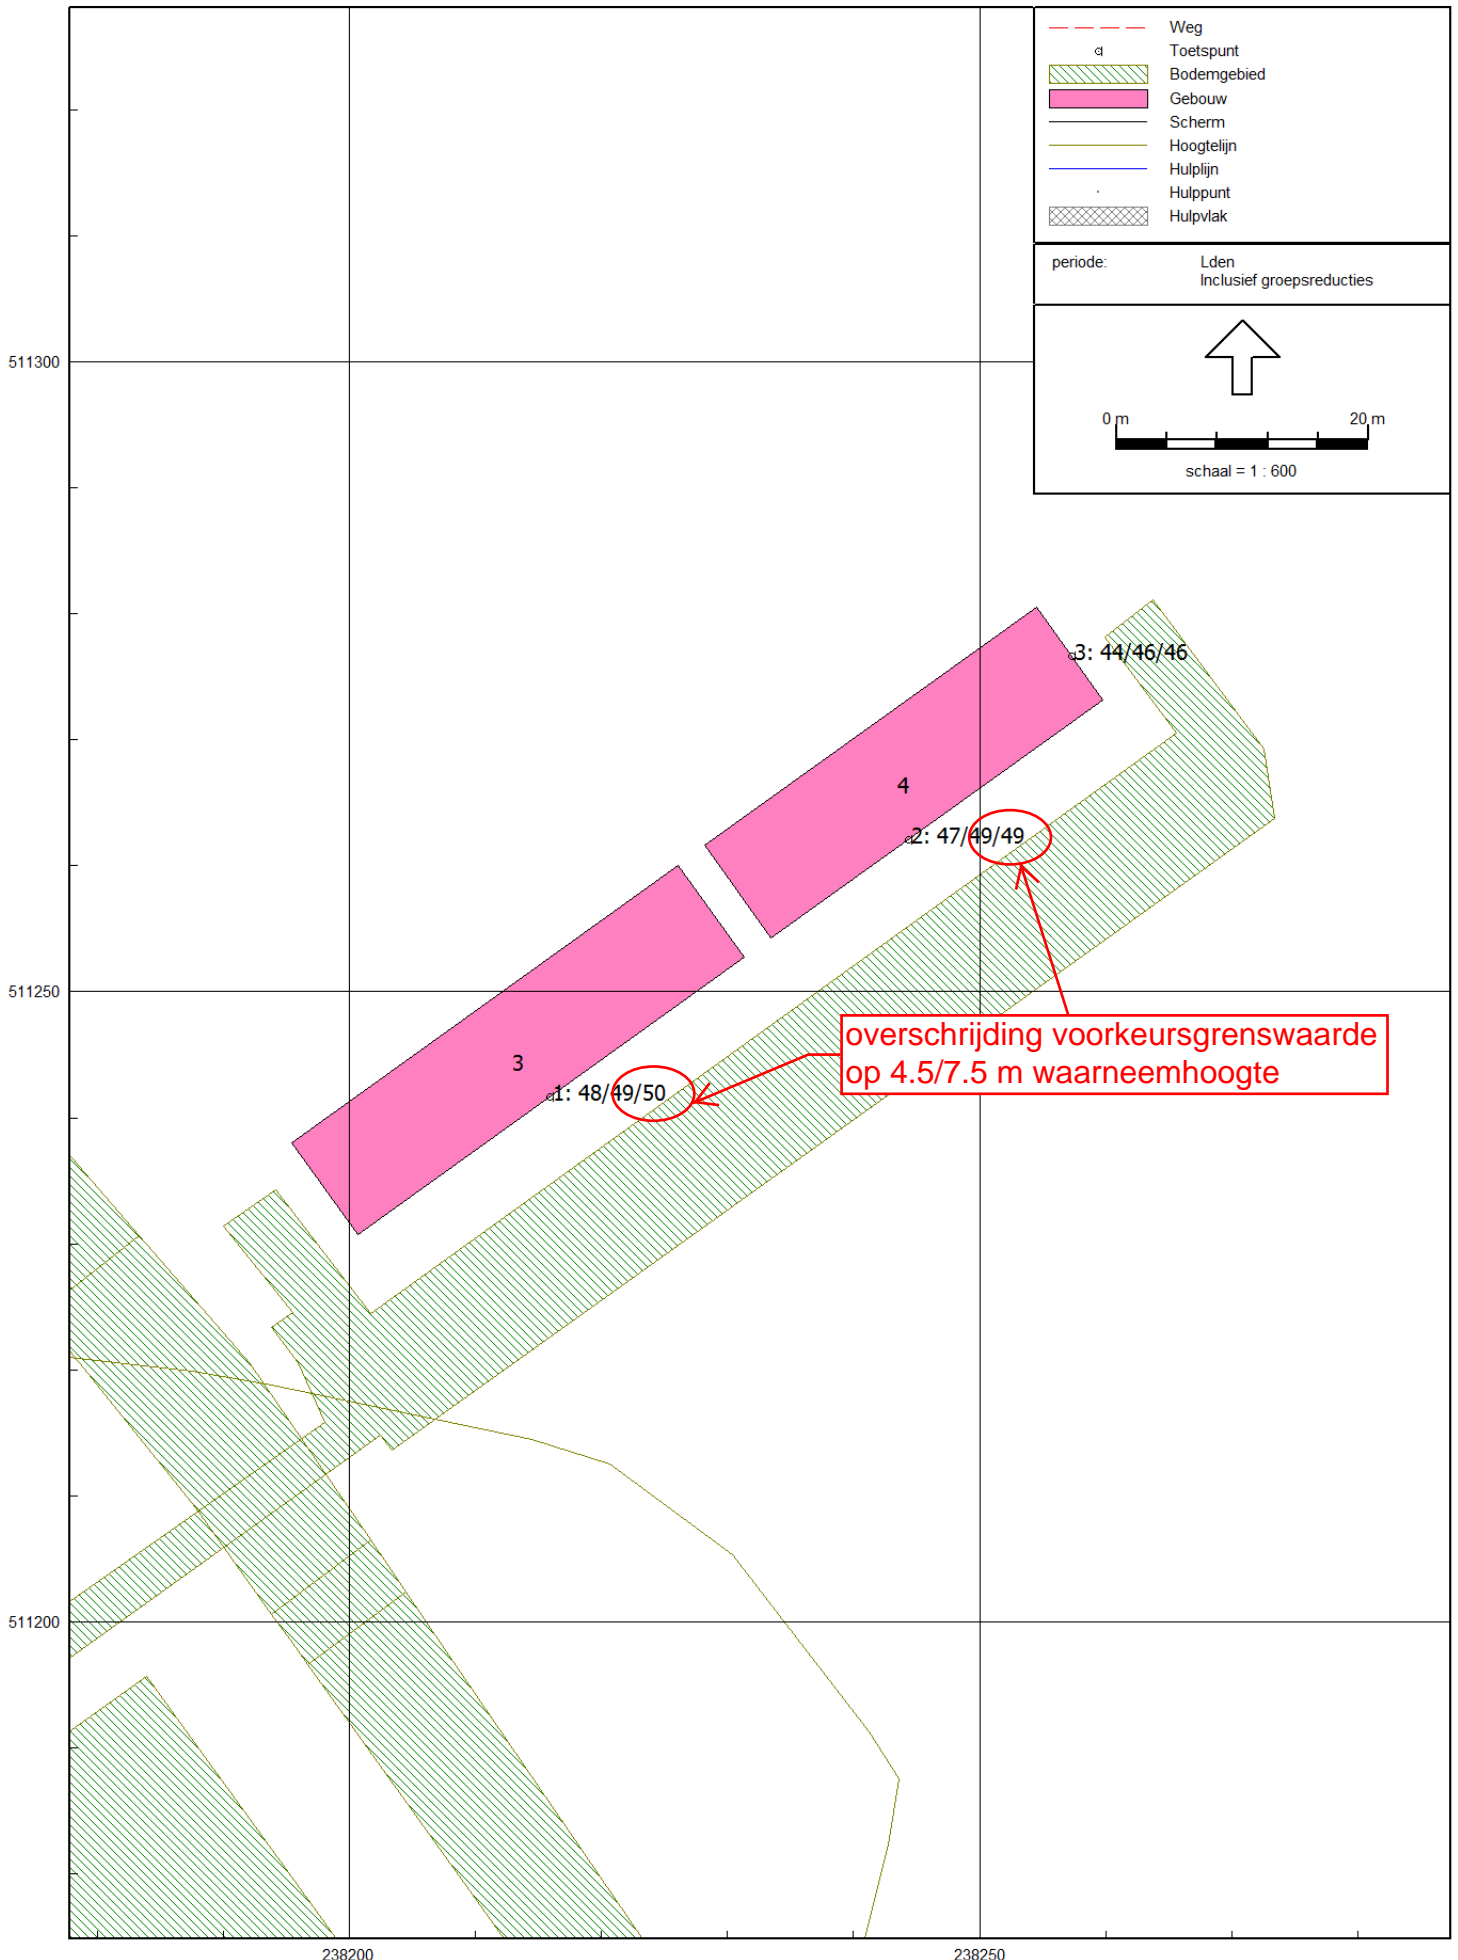 Weg
Toetspunt
Bodemgebied
Gebouw
Scherm
Hoogtelijn
Hulplijn
Hulppunt
Hulpvlak
periode: Lden
Inclusief groepsreducties
0 m 20 m
schaal = 1 : 600
511300
3: 44/46/46
4
2: 47/49/49
511250
overschrijding voorkeursgrenswaarde
op 4.5/7.5 m waarneemhoogte
3
1: 48/49/50
511200
238200 238250